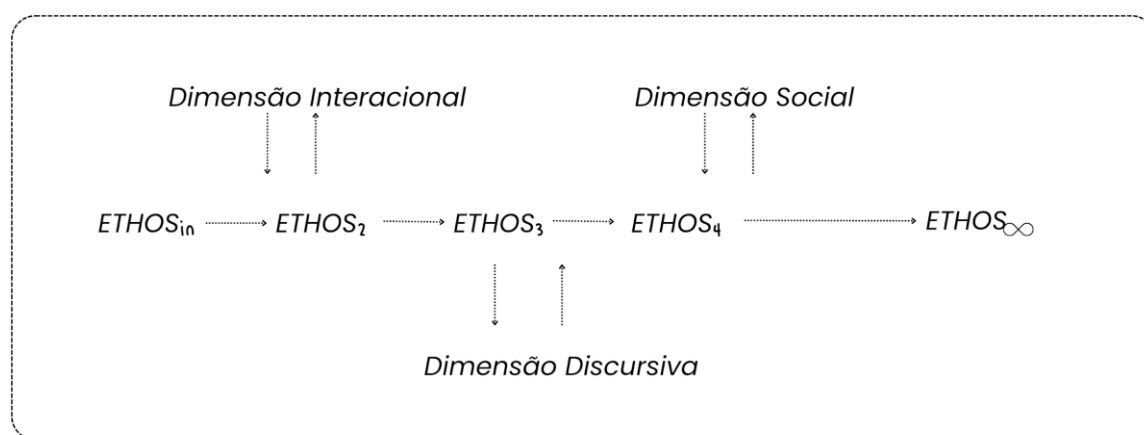 Dimensão Interacional Dimensão Social
ETHOSin ETHOS2 ETHOS3 ETHOS4 ETHOS∞
Dimensão Discursiva